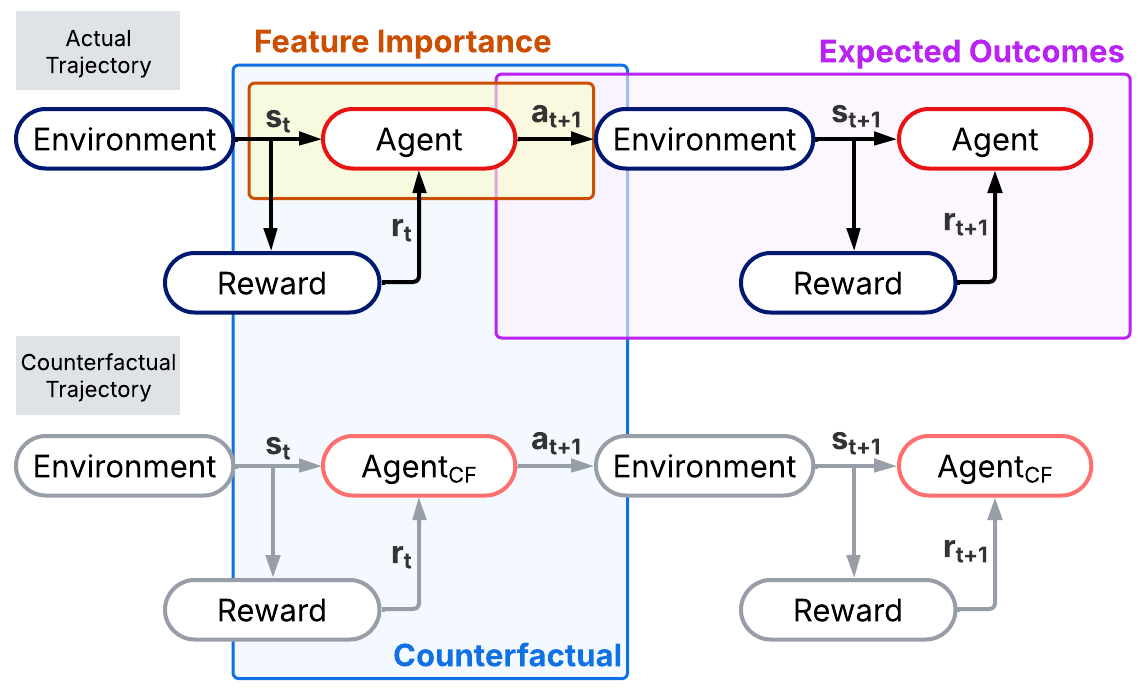 Actual
Trajectory
Feature Importance
Expected Outcomes
Environment
s_t
Agent
a_{t+1}
Environment
s_{t+1}
Agent
r_t
r_{t+1}
Reward
Reward
Counterfactual
Trajectory
Environment
s_t
Agent_{CF}
a_{t+1}
Environment
s_{t+1}
Agent_{CF}
r_t
r_{t+1}
Reward
Reward
Counterfactual